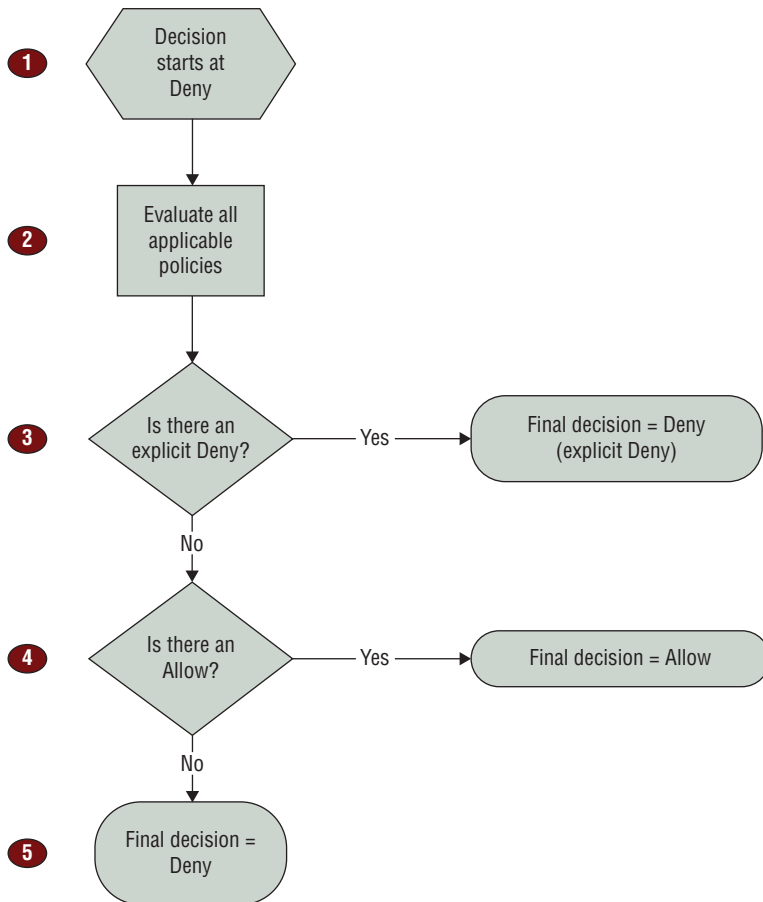 1
Decision
starts at
Deny
2
Evaluate all
applicable
policies
3
Is there an
explicit Deny?
Yes
Final decision = Deny
(explicit Deny)
No
4
Is there an
Allow?
Yes
Final decision = Allow
No
5
Final decision =
Deny